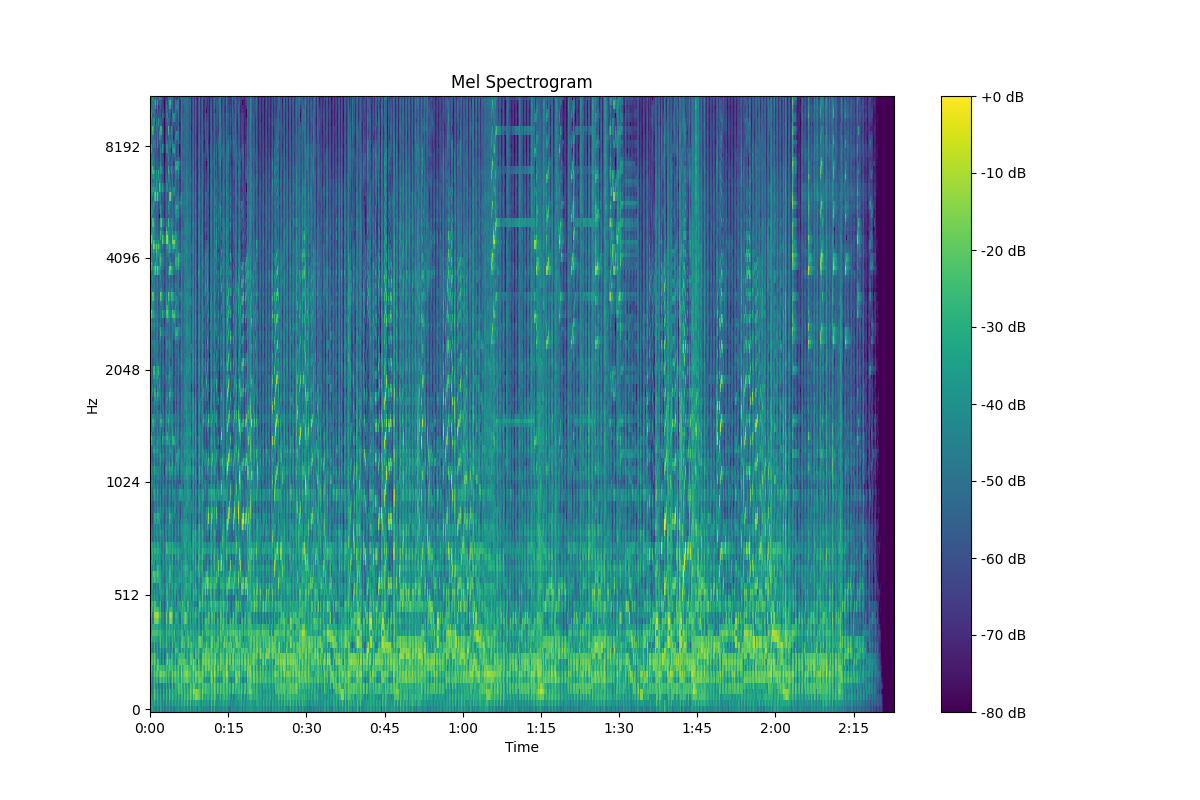 Mel Spectrogram
+0 dB
8192
-10 dB
-20 dB
4096
-30 dB
2048
Hz
-40 dB
1024
-50 dB
-60 dB
512
-70 dB
0
-80 dB
0:00 0:15 0:30 0:45 1:00 1:15 1:30 1:45 2:00 2:15
Time